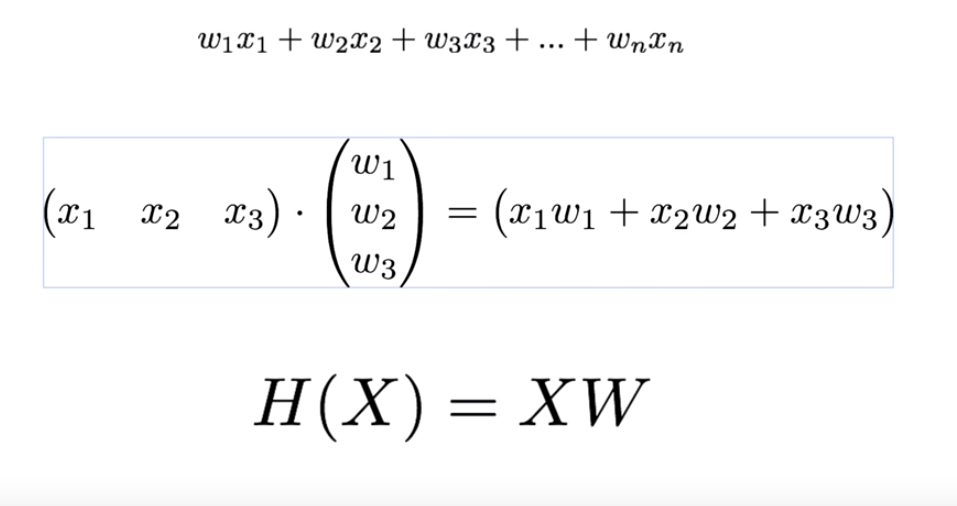 w₁x₁ + w₂x₂ + w₃x₃ + ... + wₙxₙ
(x₁ x₂ x₃) · (w₁ w₂ w₃) = (x₁w₁ + x₂w₂ + x₃w₃)
H(X) = XW